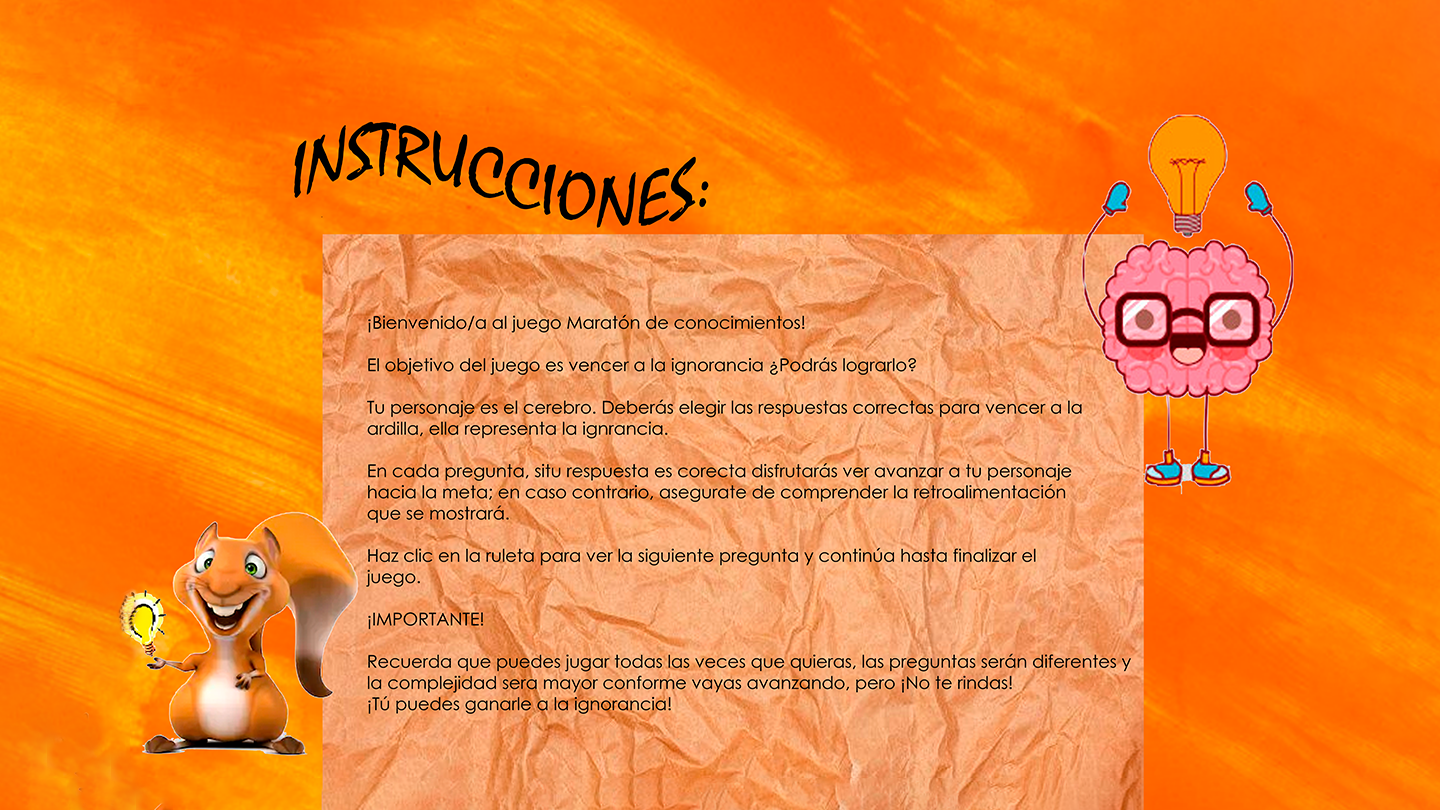 INSTRUCCIONES:
¡Bienvenido/a al juego Maratón de conocimientos!
El objetivo del juego es vencer a la ignorancia ¿Podrás lograrlo?
Tu personaje es el cerebro. Deberás elegir las respuestas correctas para vencer a la
ardilla, ella representa la ignrancia.
En cada pregunta, situ respuesta es corecta disfrutarás ver avanzar a tu personaje
hacia la meta; en caso contrario, asegurate de comprender la retroalimentación
que se mostrará.
Haz clic en la ruleta para ver la siguiente pregunta y continúa hasta finalizar el
juego.
¡IMPORTANTE!
Recuerda que puedes jugar todas las veces que quieras, las preguntas serán diferentes y
la complejidad sera mayor conforme vayas avanzando, pero ¡No te rindas!
¡Tú puedes ganarle a la ignorancia!